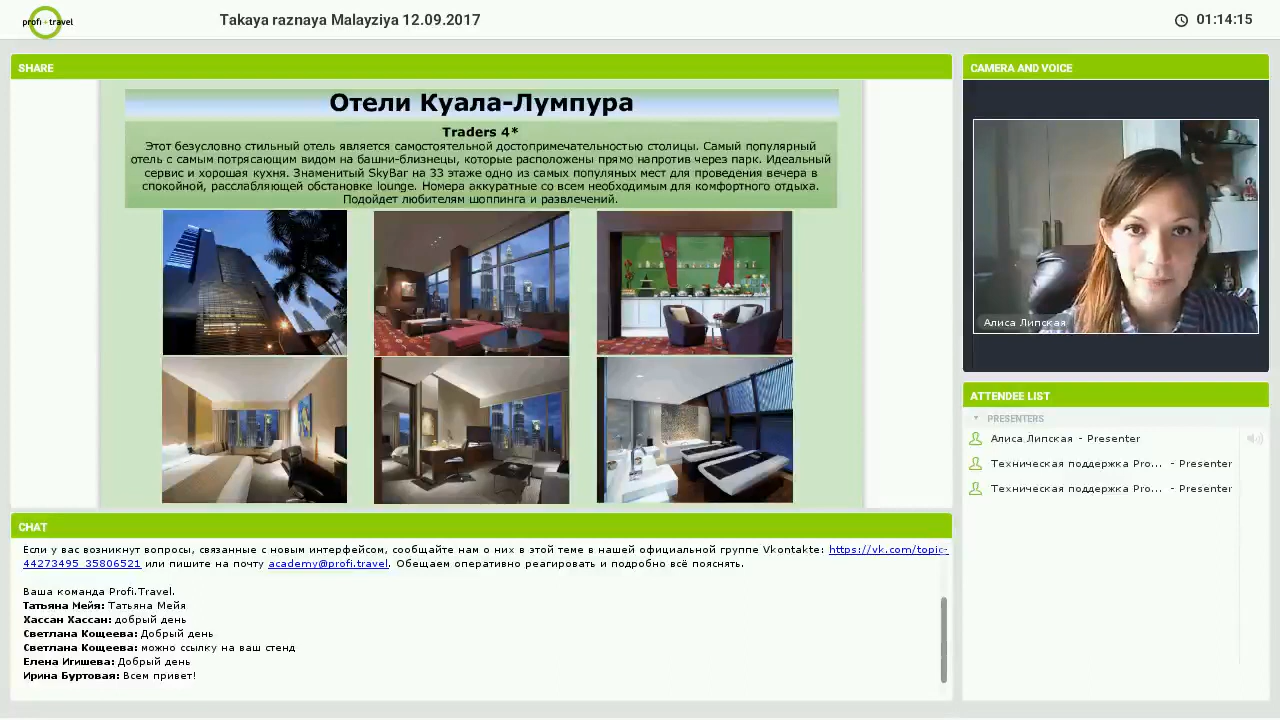 profi travel
Takaya raznaya Malayziya 12.09.2017
01:14:15
SHARE
Отели Куала-Лумпура
Traders 4*
Этот безусловно стильный отель является самостоятельной достопримечательностью столицы. Самый популярный
отель с самым потрясающим видом на башни-близнецы, которые расположены прямо напротив через парк. Идеальный
сервис и хорошая кухня. Знаменитый SkyBar на 33 этаже одно из самых популяных мест для проведения вечера в
спокойной, расслабляющей обстановке lounge. Номера аккуратные со всем необходимым для комфортного отдыха.
Подойдет любителям шоппинга и развлечений.
CAMERA AND VOICE
Алиса Липская
ATTENDEE LIST
PRESENTERS
Алиса Липская - Presenter
Техническая поддержка Pro... - Presenter
Техническая поддержка Pro... - Presenter
CHAT
Если у вас возникнут вопросы, связанные с новым интерфейсом, сообщайте нам о них в этой теме в нашей официальной группе Vkontakte: https://vk.com/topic-
44273495_35806521 или пишите на почту academy@profi.travel. Обещаем оперативно реагировать и подробно всё пояснять.
Ваша команда Profi.Travel.
Татьяна Мейя: Татьяна Мейя
Хассан Хассан: добрый день
Светлана Кощеева: Добрый день
Светлана Кощеева: можно ссылку на ваш стенд
Елена Игишева: Добрый день
Ирина Буртовая: Всем привет!